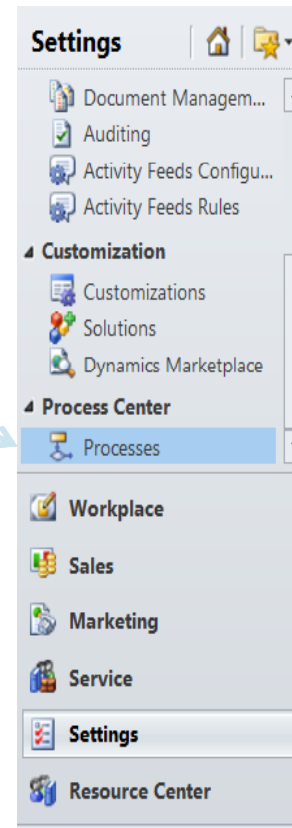 Settings
Document Managem...
Auditing
Activity Feeds Configu...
Activity Feeds Rules
Customization
Customizations
Solutions
Dynamics Marketplace
Process Center
Processes
Workplace
Sales
Marketing
Service
Settings
Resource Center